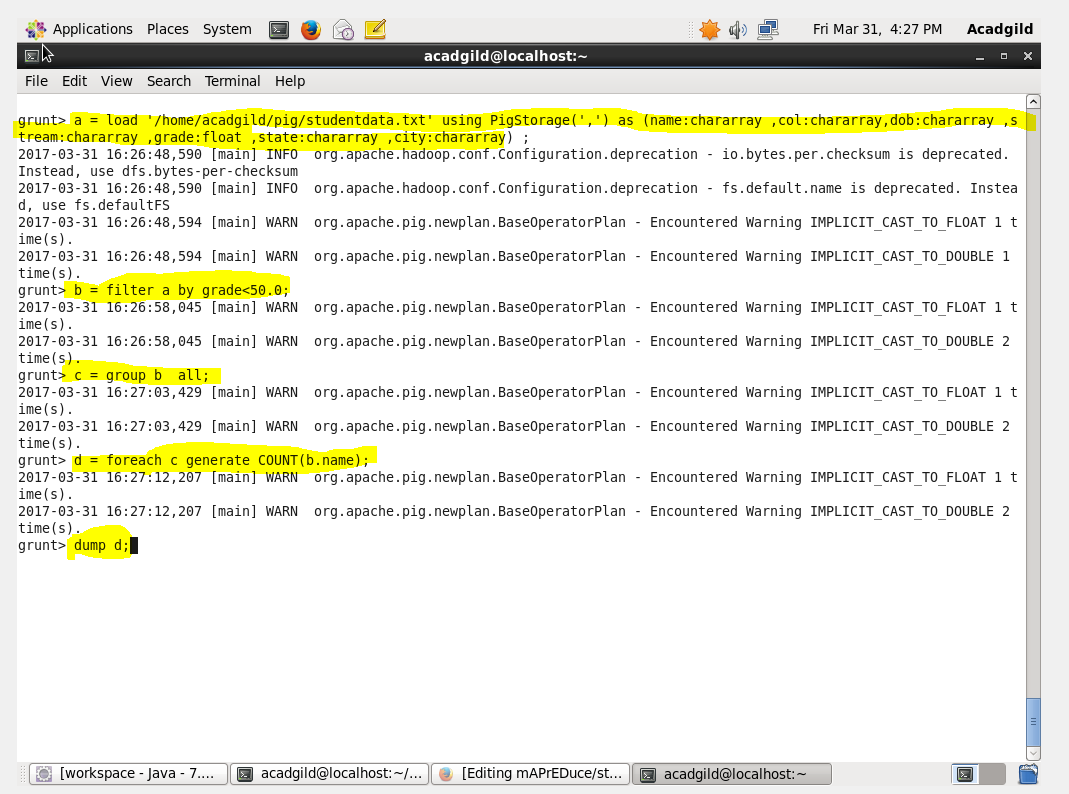 Applications Places System Fri Mar 31, 4:27 PM Acadgild
acadgild@localhost:~
File Edit View Search Terminal Help
grunt> a = load '/home/acadgild/pig/studentdata.txt' using PigStorage(',') as (name:chararray ,col:chararray,dob:chararray ,s
tream:chararray ,grade:float ,state:chararray ,city:chararray) ;
2017-03-31 16:26:48,590 [main] INFO  org.apache.hadoop.conf.Configuration.deprecation - io.bytes.per.checksum is deprecated.
Instead, use dfs.bytes-per-checksum
2017-03-31 16:26:48,590 [main] INFO  org.apache.hadoop.conf.Configuration.deprecation - fs.default.name is deprecated. Instea
d, use fs.defaultFS
2017-03-31 16:26:48,594 [main] WARN  org.apache.pig.newplan.BaseOperatorPlan - Encountered Warning IMPLICIT_CAST_TO_FLOAT 1 t
ime(s).
2017-03-31 16:26:48,594 [main] WARN  org.apache.pig.newplan.BaseOperatorPlan - Encountered Warning IMPLICIT_CAST_TO_DOUBLE 1
time(s).
grunt> b = filter a by grade<50.0;
2017-03-31 16:26:58,045 [main] WARN  org.apache.pig.newplan.BaseOperatorPlan - Encountered Warning IMPLICIT_CAST_TO_FLOAT 1 t
ime(s).
2017-03-31 16:26:58,045 [main] WARN  org.apache.pig.newplan.BaseOperatorPlan - Encountered Warning IMPLICIT_CAST_TO_DOUBLE 2
time(s).
grunt> c = group b  all;
2017-03-31 16:27:03,429 [main] WARN  org.apache.pig.newplan.BaseOperatorPlan - Encountered Warning IMPLICIT_CAST_TO_FLOAT 1 t
ime(s).
2017-03-31 16:27:03,429 [main] WARN  org.apache.pig.newplan.BaseOperatorPlan - Encountered Warning IMPLICIT_CAST_TO_DOUBLE 2
time(s).
grunt> d = foreach c generate COUNT(b.name);
2017-03-31 16:27:12,207 [main] WARN  org.apache.pig.newplan.BaseOperatorPlan - Encountered Warning IMPLICIT_CAST_TO_FLOAT 1 t
ime(s).
2017-03-31 16:27:12,207 [main] WARN  org.apache.pig.newplan.BaseOperatorPlan - Encountered Warning IMPLICIT_CAST_TO_DOUBLE 2
time(s).
grunt> dump d;
[workspace - Java - 7.... acadgild@localhost:~/... [Editing mAPrEDuce/st... acadgild@localhost:~